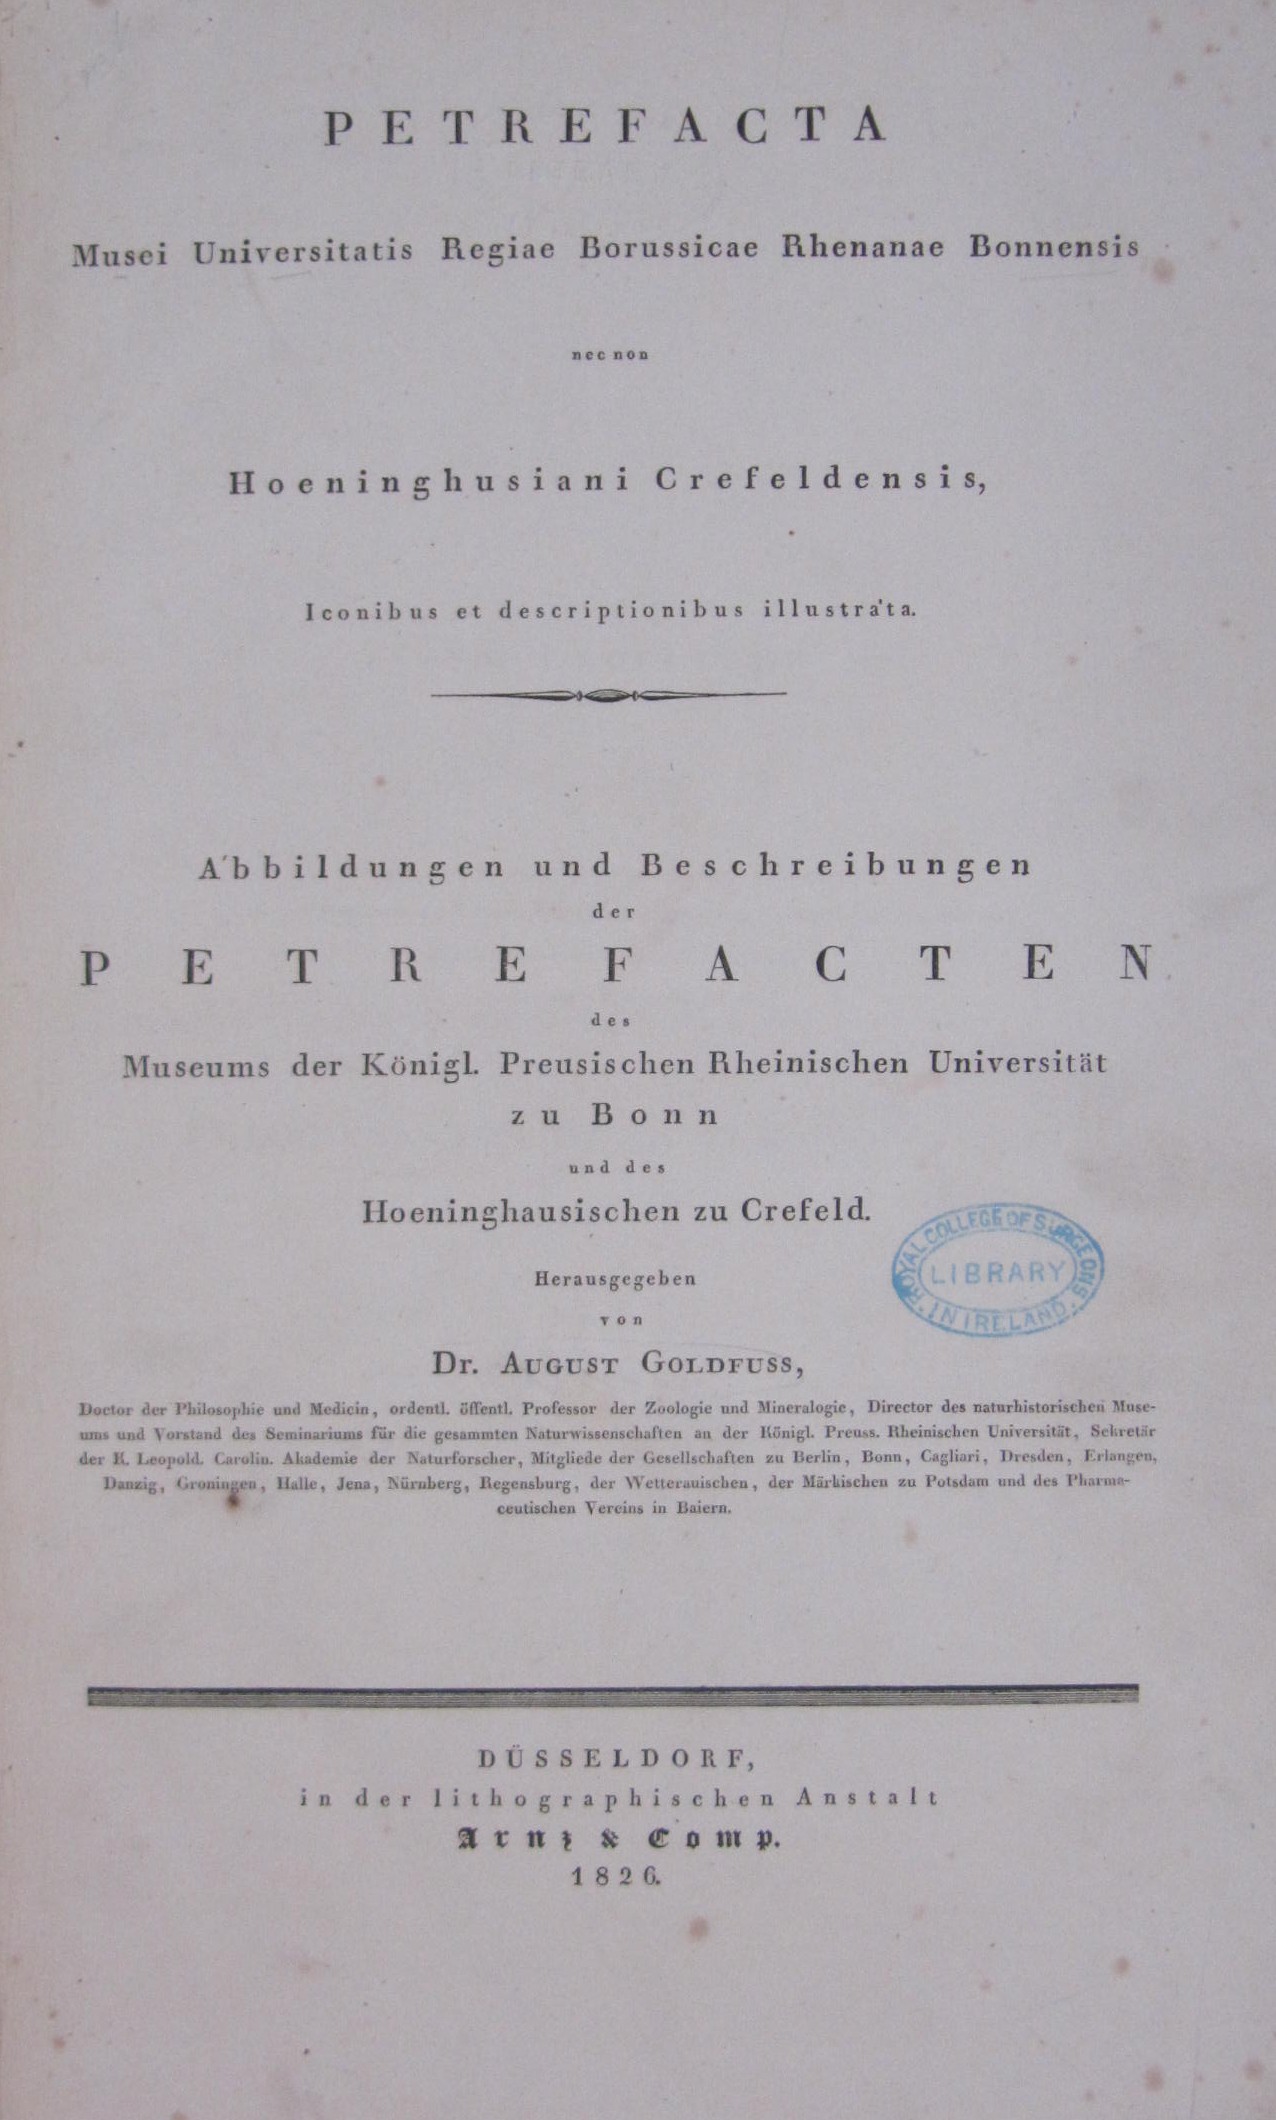 PETREFACTA
Musei Universitatis Regiae Borussicae Rhenanae Bonnensis
nec non
Hoeninghusiani Crefeldensis,
Iconibus et descriptionibus illustrata.
Abbildungen und Beschreibungen
der
PETREFACTEN
des
Museums der Königl. Preusischen Rheinischen Universität
zu Bonn
und des
Hoeninghausischen zu Crefeld.
ROYAL COLLEGE OF SURGEONS
LIBRARY
IN IRELAND
Herausgegeben
von
Dr. AUGUST GOLDFUSS,
Doctor der Philosophie und Medicin, ordentl. öffentl. Professor der Zoologie und Mineralogie, Director des naturhistorischen Muse-
ums und Vorstand des Seminariums für die gesammten Naturwissenschaften an der Königl. Preuss. Rheinischen Universität, Sekretär
der K. Leopold. Carolin. Akademie der Naturforscher, Mitgliede der Gesellschaften zu Berlin, Bonn, Cagliari, Dresden, Erlangen,
Danzig, Groningen, Halle, Jena, Nürnberg, Regensburg, der Wetterauischen, der Märkischen zu Potsdam und des Pharma-
ceutischen Vereins in Baiern.
DÜSSELDORF,
in der lithographischen Anstalt
Arnz & Comp.
1826.